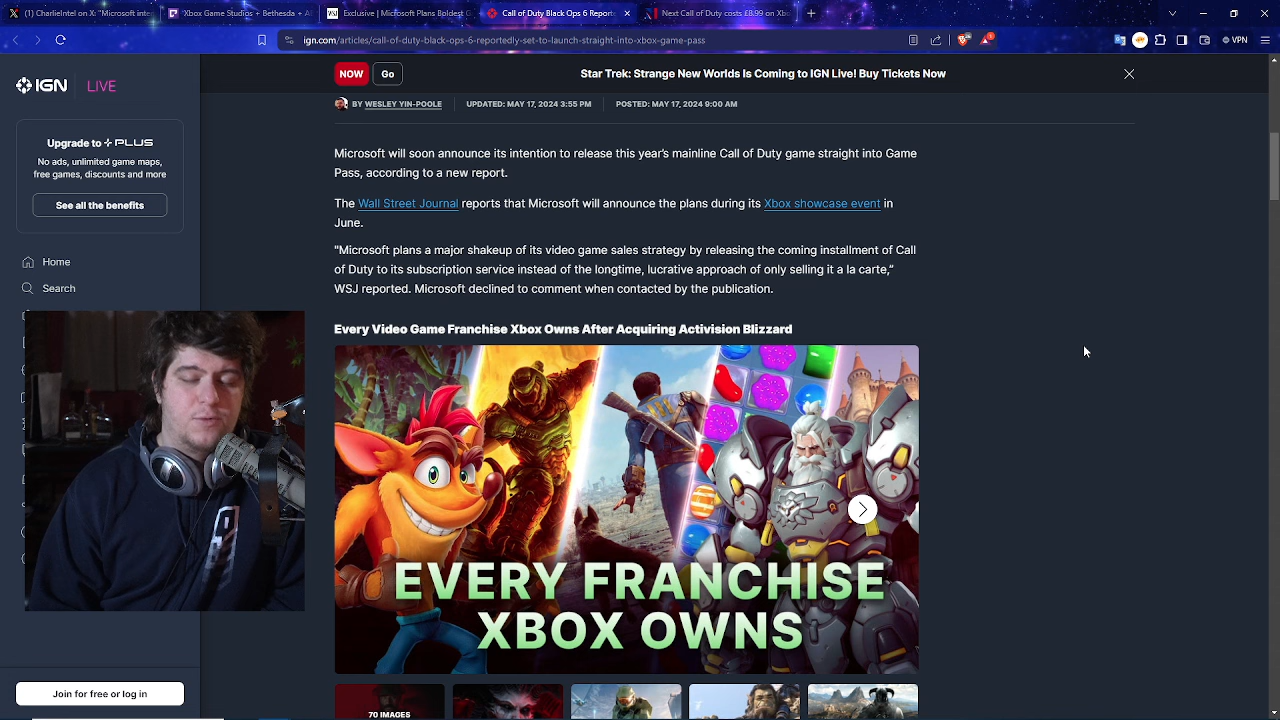 (1) CharlieIntel on X: "Microsoft inte
'Xbox Game Studios + Bethesda + A
Exclusive | Microsoft Plans Boldest G
Call of Duty Black Ops 6 Report
Next Call of Duty costs £8.99 on Xb
ign.com/articles/call-of-duty-black-ops-6-reportedly-set-to-launch-straight-into-xbox-game-pass
VPN
IGN LIVE
NOW
Go
Star Trek: Strange New Worlds Is Coming to IGN Live! Buy Tickets Now
BY WESLEY YIN-POOLE
UPDATED: MAY 17, 2024 3:55 PM
POSTED: MAY 17, 2024 9:00 AM
Upgrade to PLUS
No ads, unlimited game maps,
free games, discounts and more
See all the benefits
Home
Search
Join for free or log in
Microsoft will soon announce its intention to release this year's mainline Call of Duty game straight into Game
Pass, according to a new report.
The Wall Street Journal reports that Microsoft will announce the plans during its Xbox showcase event in
June.
"Microsoft plans a major shakeup of its video game sales strategy by releasing the coming installment of Call
of Duty to its subscription service instead of the longtime, lucrative approach of only selling it a la carte,"
WSJ reported. Microsoft declined to comment when contacted by the publication.
Every Video Game Franchise Xbox Owns After Acquiring Activision Blizzard
EVERY FRANCHISE
XBOX OWNS
70 IMAGES